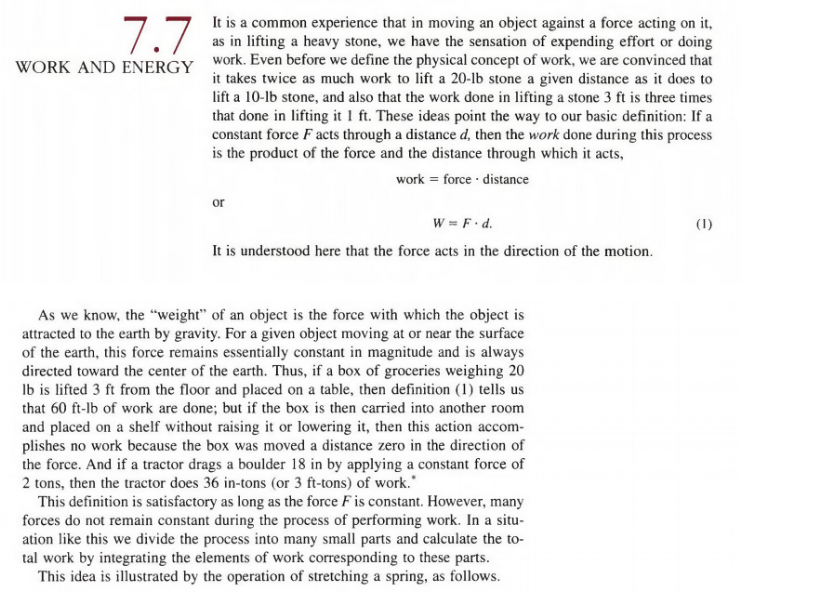 7.7
WORK AND ENERGY
It is a common experience that in moving an object against a force acting on it,
as in lifting a heavy stone, we have the sensation of expending effort or doing
work. Even before we define the physical concept of work, we are convinced that
it takes twice as much work to lift a 20-lb stone a given distance as it does to
lift a 10-lb stone, and also that the work done in lifting a stone 3 ft is three times
that done in lifting it 1 ft. These ideas point the way to our basic definition: If a
constant force F acts through a distance d, then the work done during this process
is the product of the force and the distance through which it acts,
work = force · distance
or
W = F · d. (1)
It is understood here that the force acts in the direction of the motion.
As we know, the “weight” of an object is the force with which the object is
attracted to the earth by gravity. For a given object moving at or near the surface
of the earth, this force remains essentially constant in magnitude and is always
directed toward the center of the earth. Thus, if a box of groceries weighing 20
lb is lifted 3 ft from the floor and placed on a table, then definition (1) tells us
that 60 ft-lb of work are done; but if the box is then carried into another room
and placed on a shelf without raising it or lowering it, then this action accom-
plishes no work because the box was moved a distance zero in the direction of
the force. And if a tractor drags a boulder 18 in by applying a constant force of
2 tons, then the tractor does 36 in-tons (or 3 ft-tons) of work.*
This definition is satisfactory as long as the force F is constant. However, many
forces do not remain constant during the process of performing work. In a situ-
ation like this we divide the process into many small parts and calculate the to-
tal work by integrating the elements of work corresponding to these parts.
This idea is illustrated by the operation of stretching a spring, as follows.